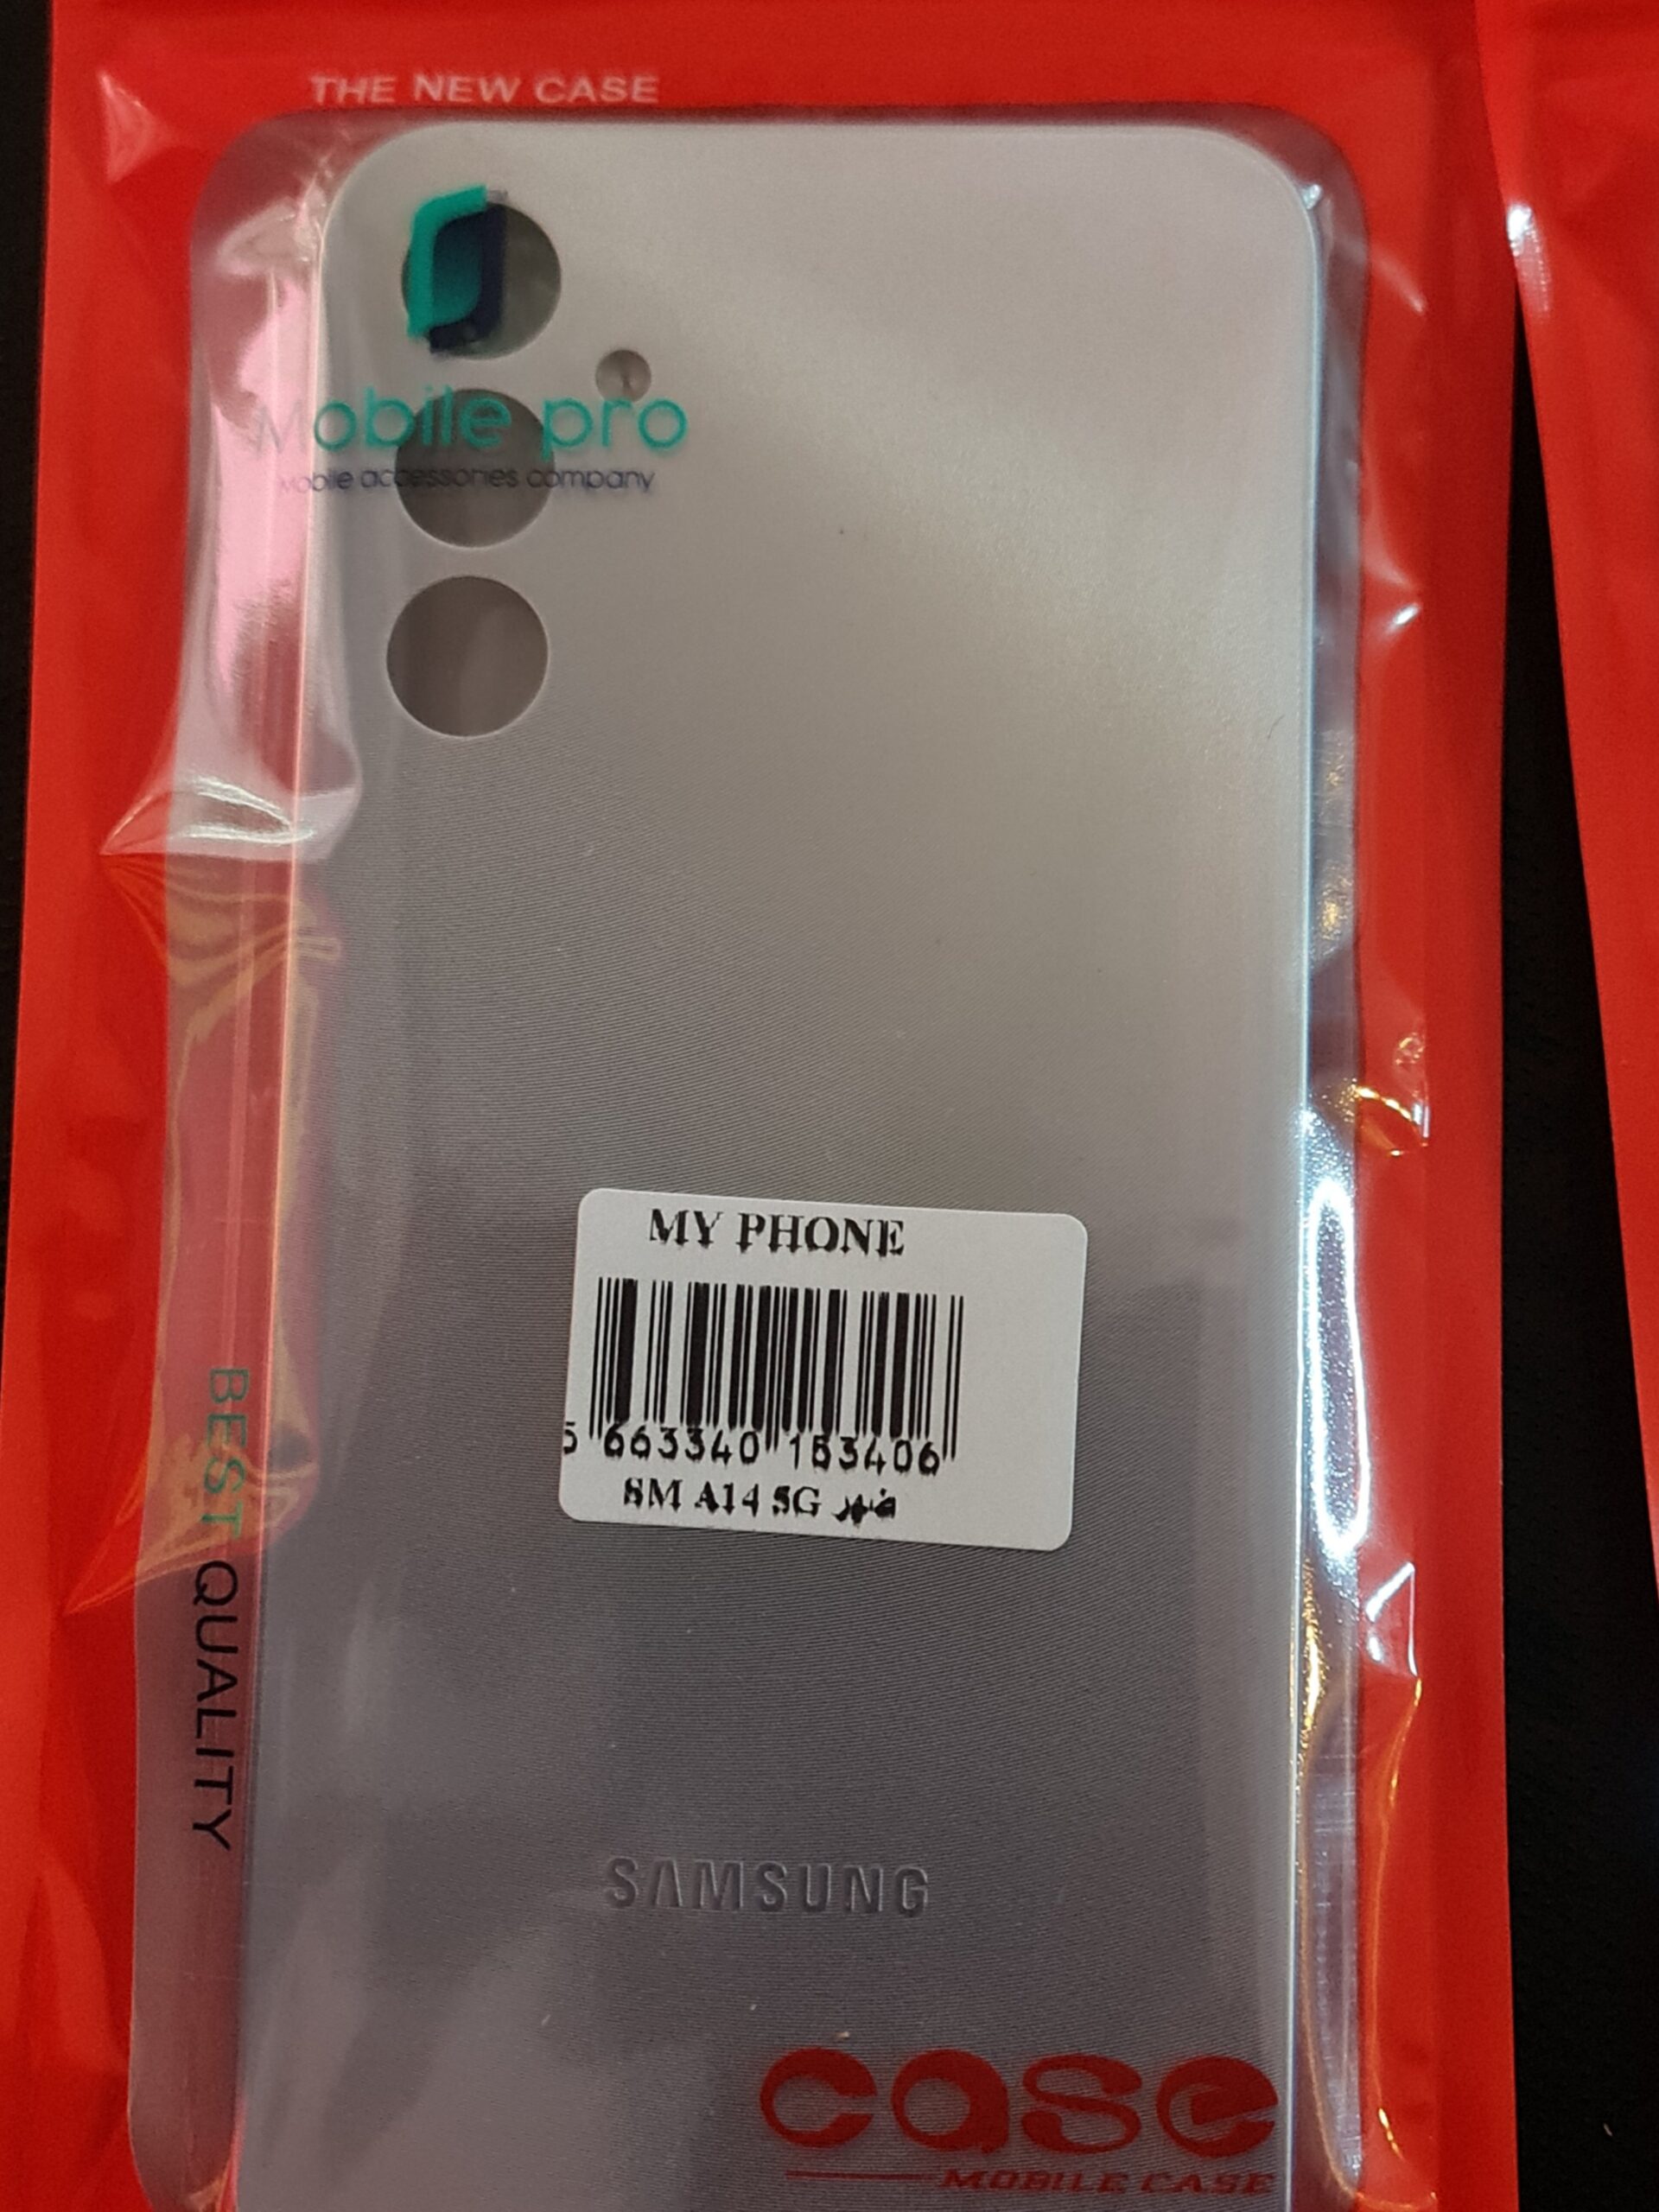 THE NEW CASE
Mobile pro
Mobile accessories company
MY PHONE
5 663340 163406
SM A14 5G ظهر
BEST QUALITY
SAMSUNG
case
MOBILE CASE